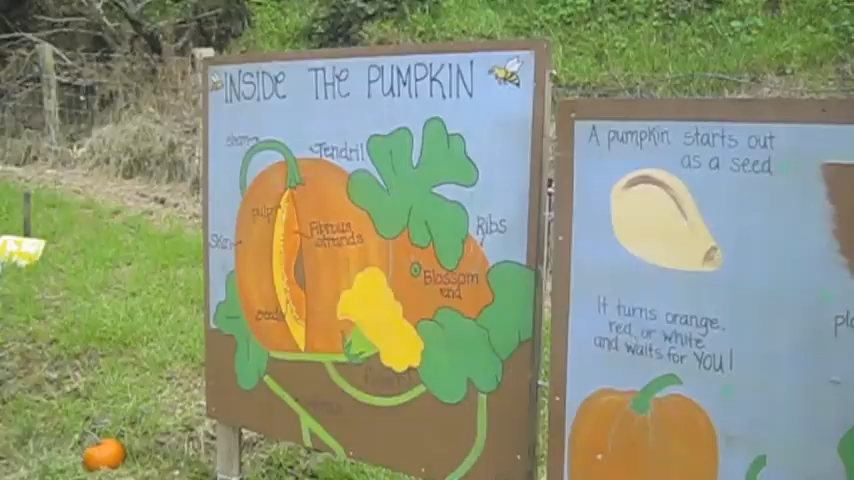 INSIDE THE PUMPKIN
stem
Tendril
pulp
Skin
Fibrous
strands
Ribs
Blossom
end
seeds
A pumpkin starts out
as a seed
It turns orange,
red, or white
and waits for YOU!